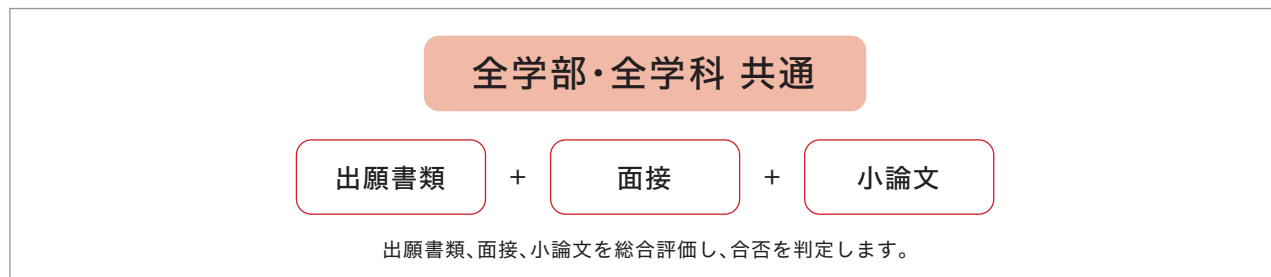 全学部・全学科 共通
出願書類 + 面接 + 小論文
出願書類、面接、小論文を総合評価し、合否を判定します。